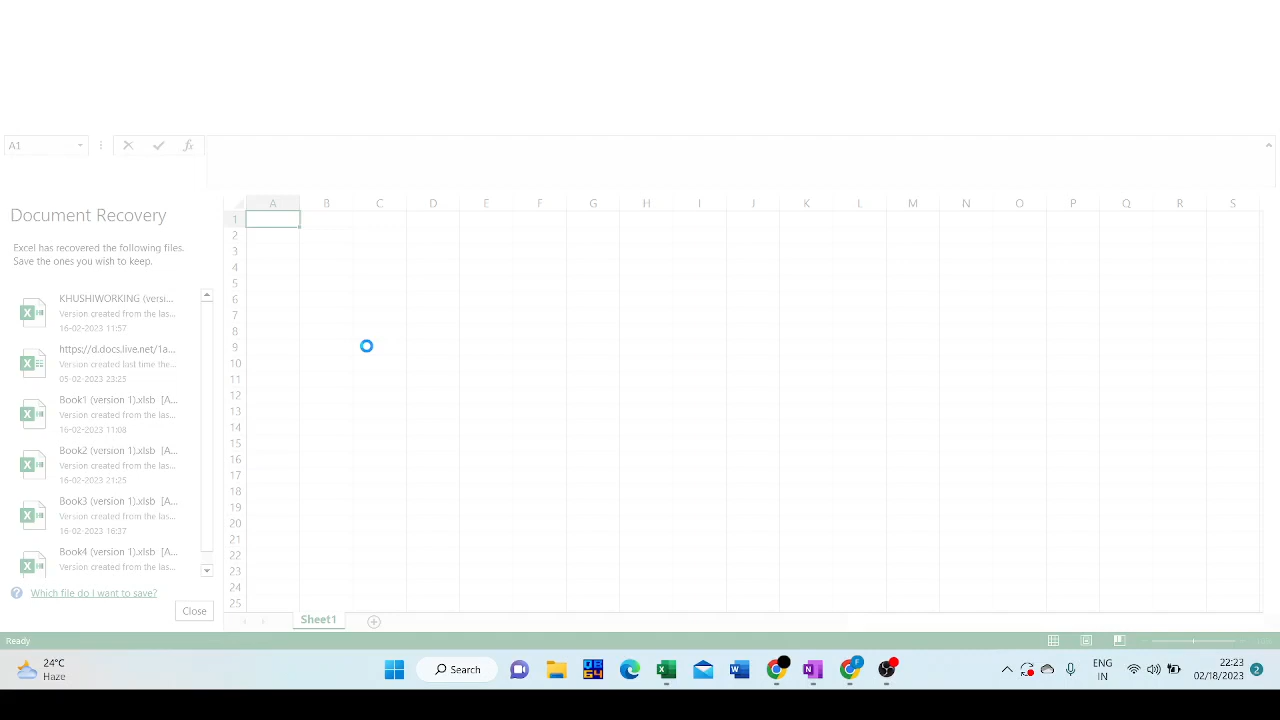 A1
fx
Document Recovery
Excel has recovered the following files.
Save the ones you wish to keep.
KHUSHIWORKING (versi...
Version created from the las...
16-02-2023 11:57
https://d.docs.live.net/1a...
Version created last time the...
05-02-2023 23:25
Book1 (version 1).xlsb [A...
Version created from the las...
16-02-2023 11:08
Book2 (version 1).xlsb [A...
Version created from the las...
16-02-2023 21:25
Book3 (version 1).xlsb [A...
Version created from the las...
16-02-2023 16:37
Book4 (version 1).xlsb [A...
Version created from the las...
Which file do I want to save?
Close
A B C D E F G H I J K L M N O P Q R S
1
2
3
4
5
6
7
8
9
10
11
12
13
14
15
16
17
18
19
20
21
22
23
24
25
Sheet1
Ready
24°C
Haze
Search
ENG
IN
22:23
02/18/2023
2